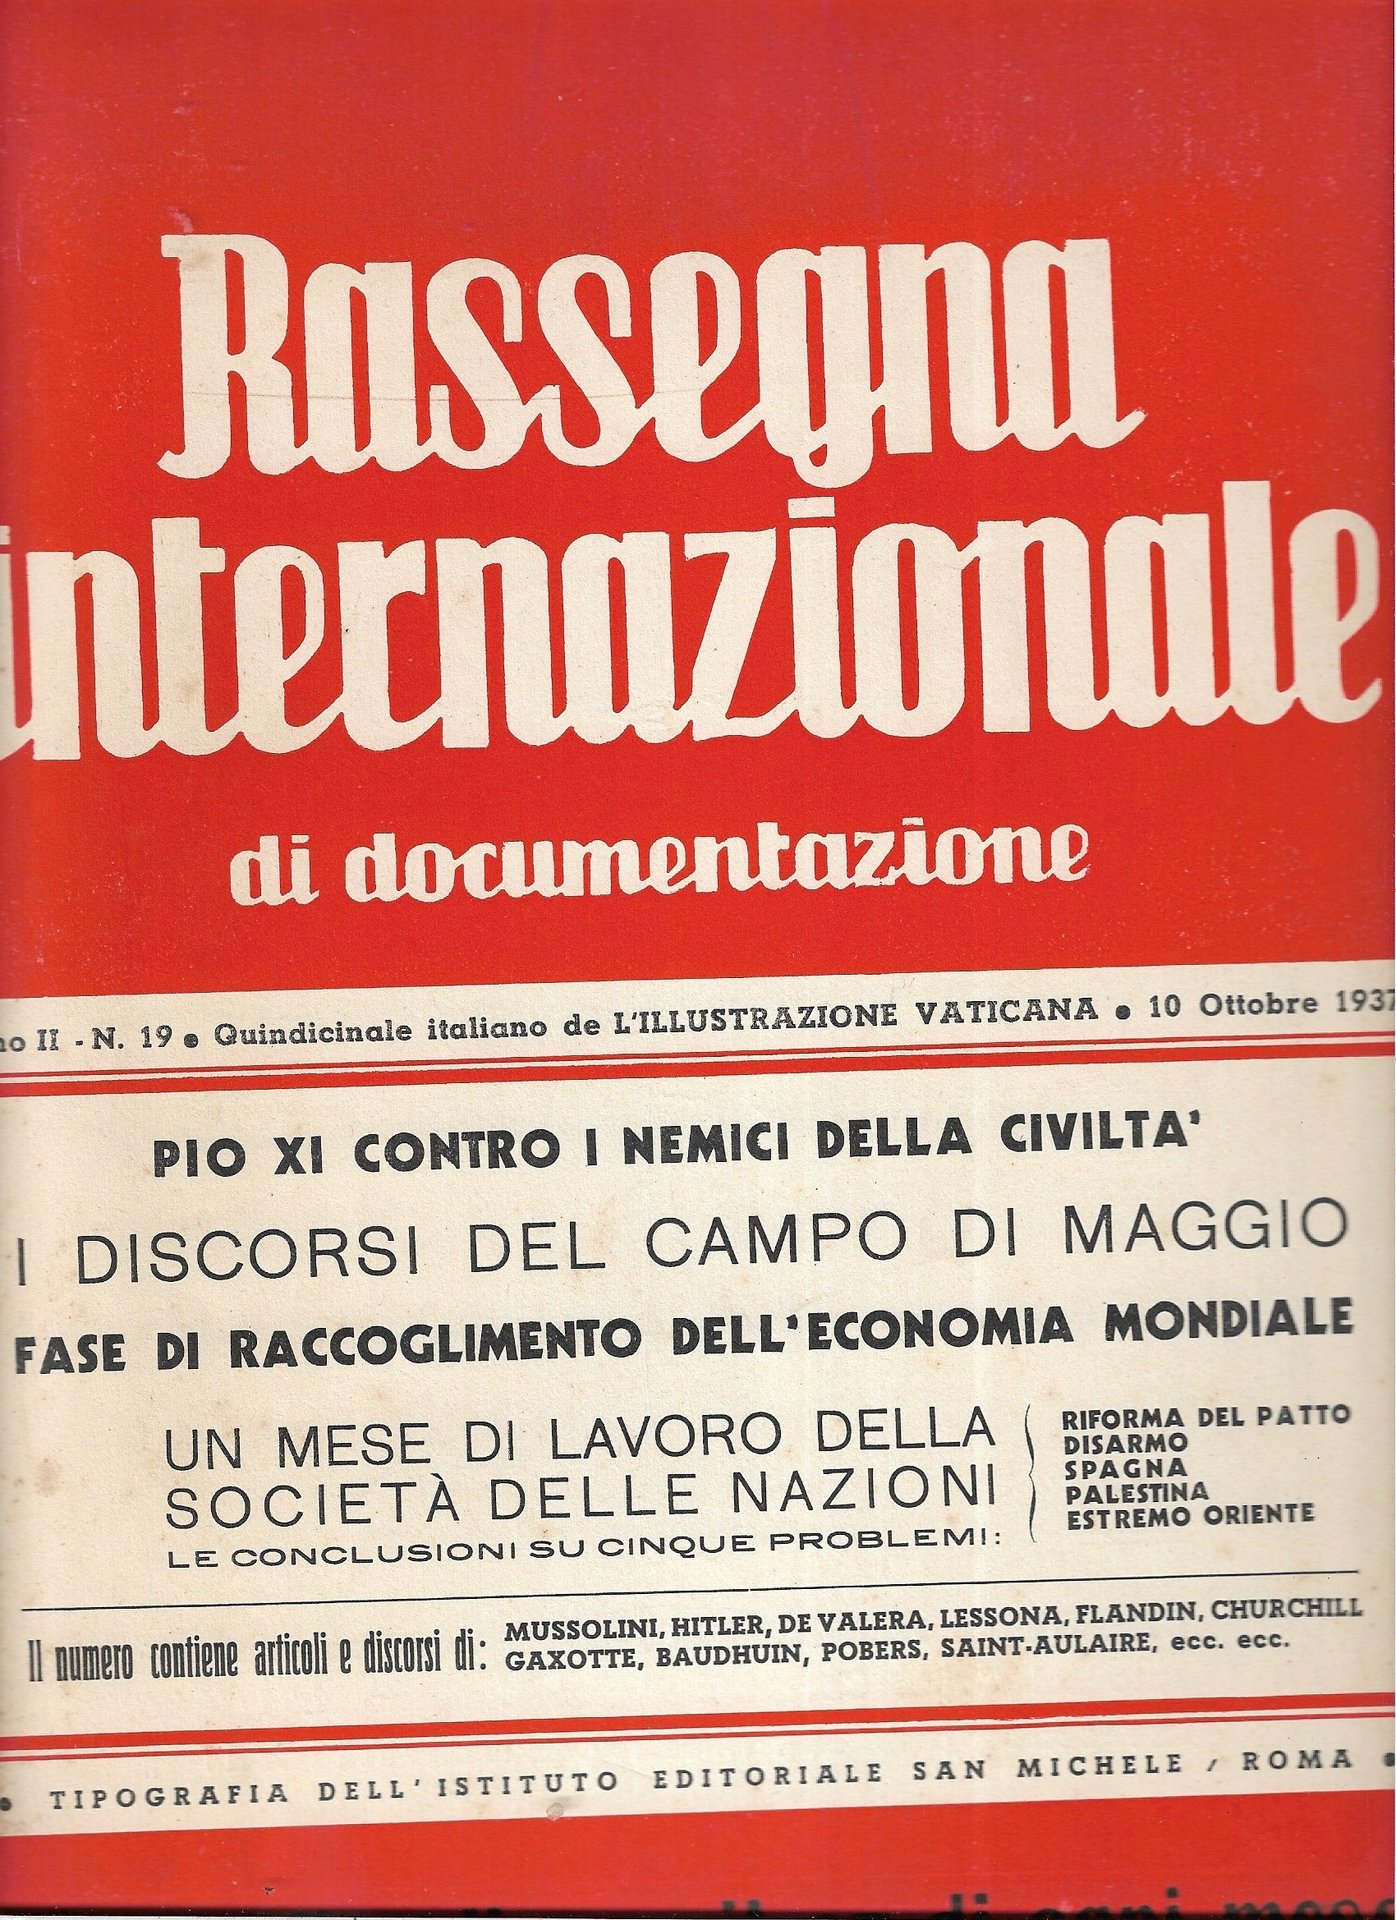 Rassegna
internazionale
di documentazione
no II - N. 19 • Quindicinale italiano de L'ILLUSTRAZIONE VATICANA • 10 Ottobre 1937
PIO XI CONTRO I NEMICI DELLA CIVILTA'
I DISCORSI DEL CAMPO DI MAGGIO
FASE DI RACCOGLIMENTO DELL'ECONOMIA MONDIALE
UN MESE DI LAVORO DELLA
SOCIETÀ DELLE NAZIONI
LE CONCLUSIONI SU CINQUE PROBLEMI:
RIFORMA DEL PATTO
DISARMO
SPAGNA
PALESTINA
ESTREMO ORIENTE
Il numero contiene articoli e discorsi di:
MUSSOLINI, HITLER, DE VALERA, LESSONA, FLANDIN, CHURCHILL
GAXOTTE, BAUDHUIN, POBERS, SAINT-AULAIRE, ecc. ecc.
• TIPOGRAFIA DELL'ISTITUTO EDITORIALE SAN MICHELE / ROMA •
di ogni mese